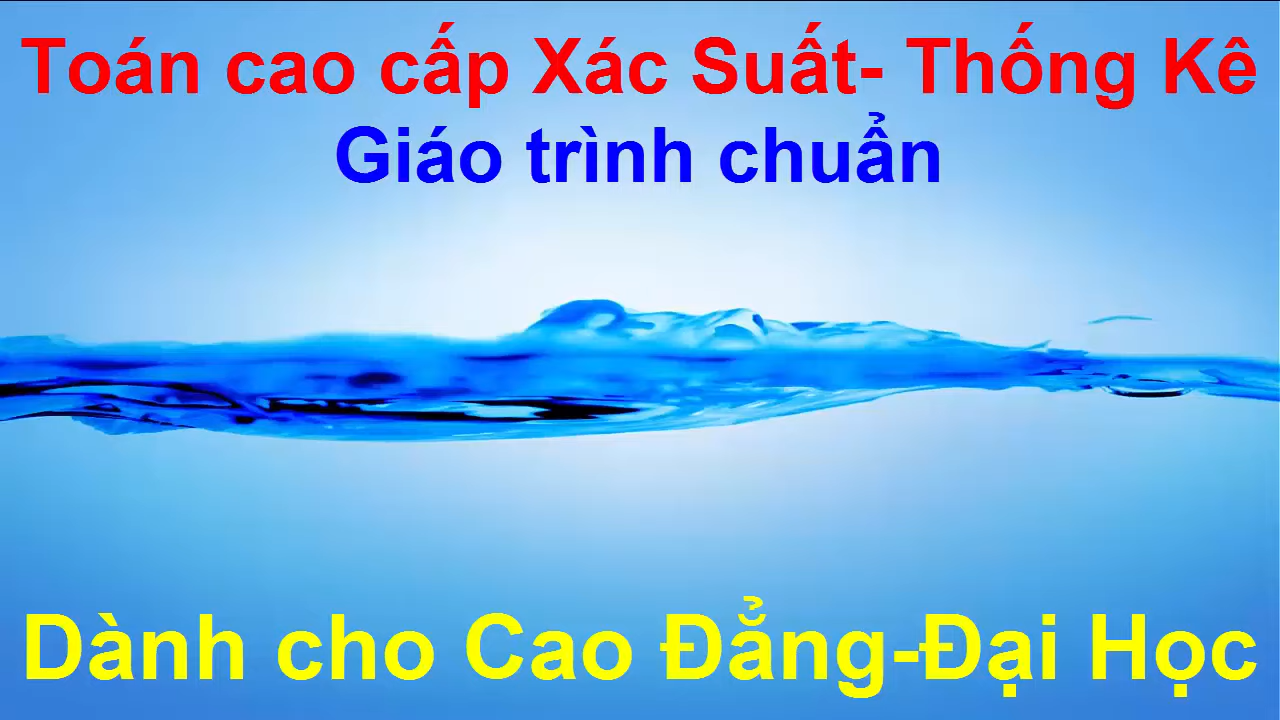 Toán cao cấp Xác Suất- Thống Kê
Giáo trình chuẩn
Dành cho Cao Đẳng-Đại Học